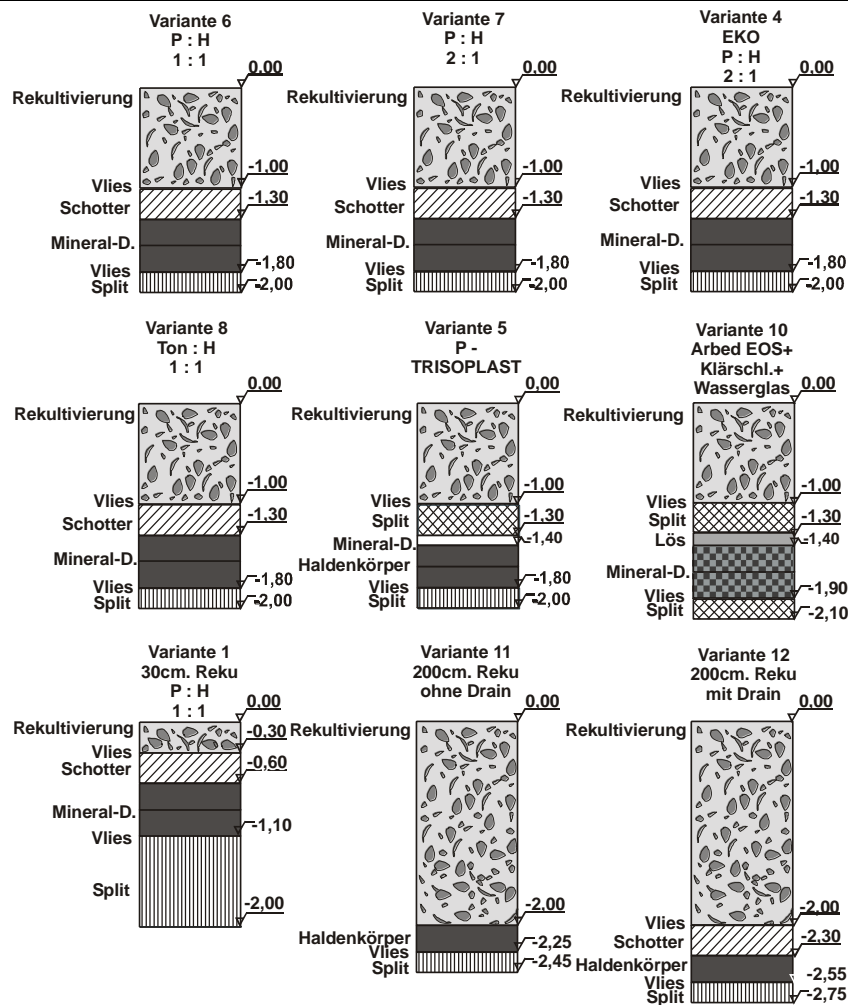 Variante 6
P : H
1 : 1
0,00
Rekultivierung
-1,00
Vlies
-1,30
Schotter
Mineral-D.
-1,80
Vlies
Split
-2,00
Variante 7
P : H
2 : 1
0,00
Rekultivierung
-1,00
Vlies
-1,30
Schotter
Mineral-D.
-1,80
Vlies
Split
-2,00
Variante 4
EKO
P : H
2 : 1
0,00
Rekultivierung
-1,00
Vlies
-1.30
Schotter
Mineral-D.
-1,80
Vlies
Split
-2,00
Variante 8
Ton : H
1 : 1
0,00
Rekultivierung
-1,00
Vlies
-1,30
Schotter
Mineral-D.
-1,80
Vlies
Split
-2,00
Variante 5
P -
TRISOPLAST
0,00
Rekultivierung
-1,00
Vlies
Split
-1,30
-1,40
Mineral-D.
Haldenkörper
-1,80
Vlies
Split
-2,00
Variante 10
Arbed EOS+
Klärschl.+
Wasserglas
0,00
Rekultivierung
-1,00
Vlies
Split
-1,30
Lös
-1,40
Mineral-D.
-1,90
Vlies
Split
-2,10
Variante 1
30cm. Reku
P : H
1 : 1
0,00
Rekultivierung
-0,30
Vlies
Schotter
-0,60
Mineral-D.
-1,10
Vlies
Split
-2,00
Variante 11
200cm. Reku
ohne Drain
0,00
Rekultivierung
-2,00
Haldenkörper
-2,25
Vlies
Split
-2,45
Variante 12
200cm. Reku
mit Drain
0,00
Rekultivierung
-2,00
Vlies
Schotter
-2,30
Haldenkörper
-2,55
Vlies
Split
-2,75